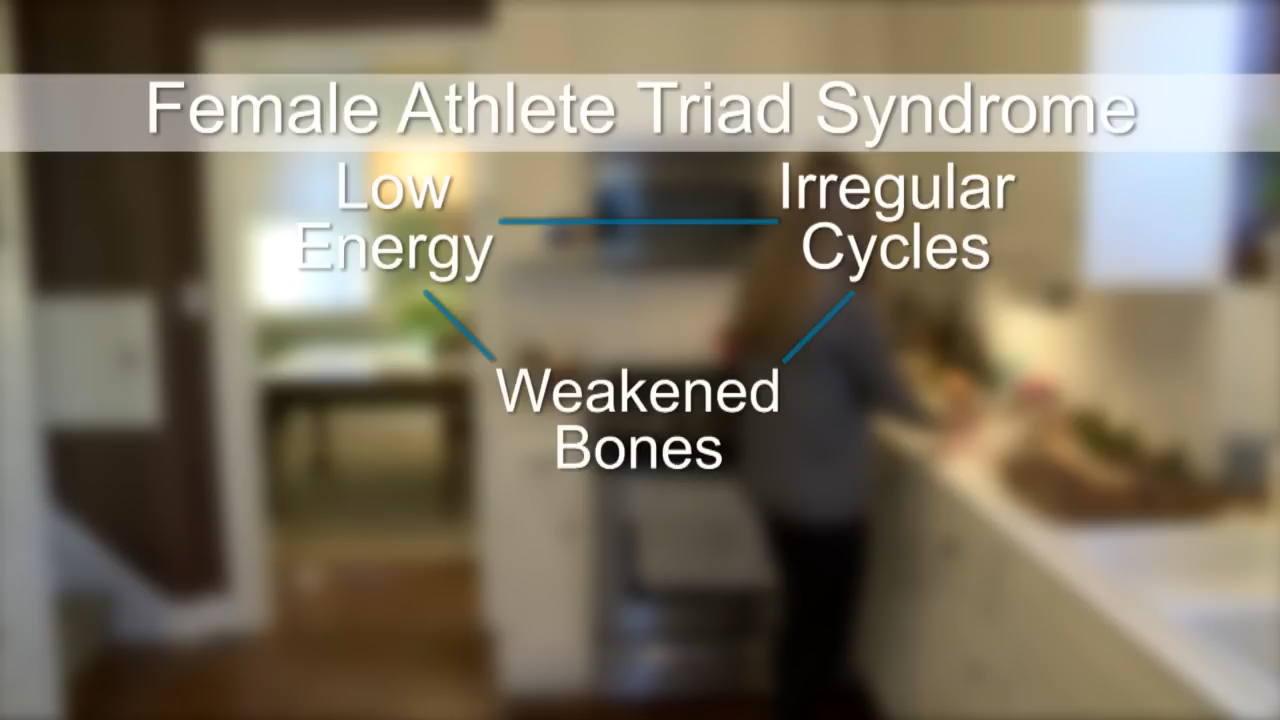 Female Athlete Triad Syndrome
Low
Energy
Irregular
Cycles
Weakened
Bones